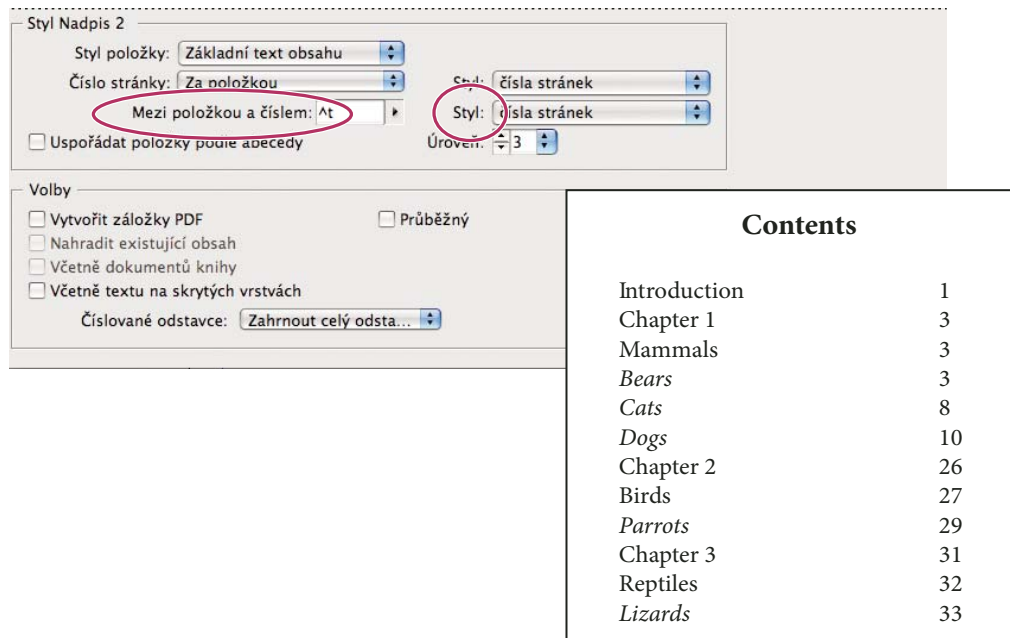 Styl Nadpis 2
Styl položky: Základní text obsahu
Číslo stránky: Za položkou Styl: čísla stránek
Mezi položkou a číslem: ^t Styl: čísla stránek
Uspořádat položky podle abecedy Úroveň: 3
Volby
Vytvořit záložky PDF Průběžný
Nahradit existující obsah
Včetně dokumentů knihy
Včetně textu na skrytých vrstvách
Číslované odstavce: Zahrnout celý odsta...
Contents
Introduction 1
Chapter 1 3
Mammals 3
Bears 3
Cats 8
Dogs 10
Chapter 2 26
Birds 27
Parrots 29
Chapter 3 31
Reptiles 32
Lizards 33